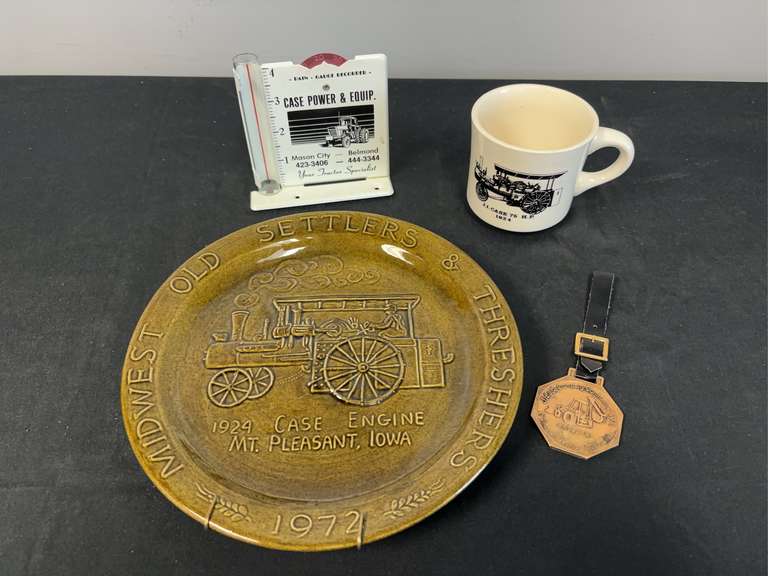 - RAIN - GAUGE RECORDER -
4
3
2
1
CASE POWER & EQUIP.
Mason City — Belmond
423-3406 — 444-3344
Your Tractor Specialist
J.I. CASE 75 H.P.
1924
MIDWEST OLD SETTLERS & THRESHERS
1924 CASE ENGINE
MT. PLEASANT, IOWA
1972